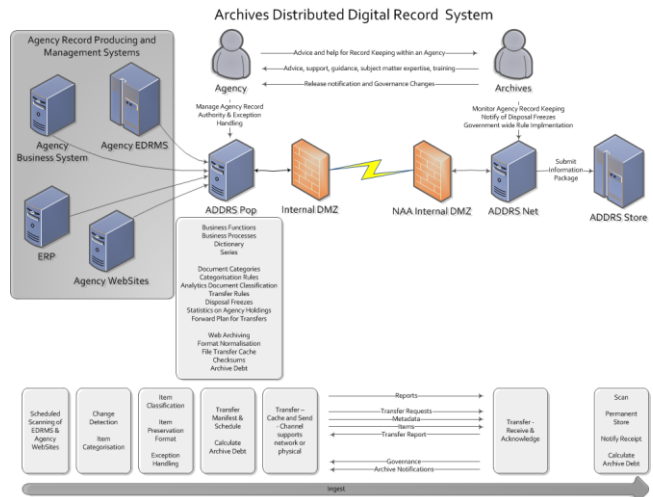 Archives Distributed Digital Record System
Agency Record Producing and
Management Systems
Agency
Business System
Agency EDRMS
ERP
Agency WebSites
Agency
Advice and help for Record Keeping within an Agency
Advice, support, guidance, subject matter expertise, training
Release notification and Governance Changes
Archives
Manage Agency Record
Authority & Exception
Handling
Monitor Agency Record Keeping
Notify of Disposal Freezes
Government wide Rule Implmentation
ADDRS Pop
Internal DMZ
NAA Internal DMZ
ADDRS Net
Submit
Information
Package
ADDRS Store
Business Functions
Business Processes
Dictionary
Series
Document Categories
Categorisation Rules
Analytics Document Classification
Transfer Rules
Disposal Freezes
Statistics on Agency Holdings
Forward Plan for Transfers
Web Archiving
Format Normalisation
File Transfer Cache
Checksums
Archive Debt
Scheduled
Scanning of
EDRMS &
Agency
WebSites
Change
Detection
Item
Categorisation
Item
Classification
Item
Preservation
Format
Exception
Handling
Transfer
Manifest &
Schedule
Calculate
Archive Debt
Transfer –
Cache and Send
- Channel
supports
network or
physical
Reports
Transfer Requests
Metadata
Items
Transfer Report
Governance
Archive Notifications
Transfer -
Receive &
Acknowledge
Scan
Permanent
Store
Notify Receipt
Calculate
Archive Debt
Ingest